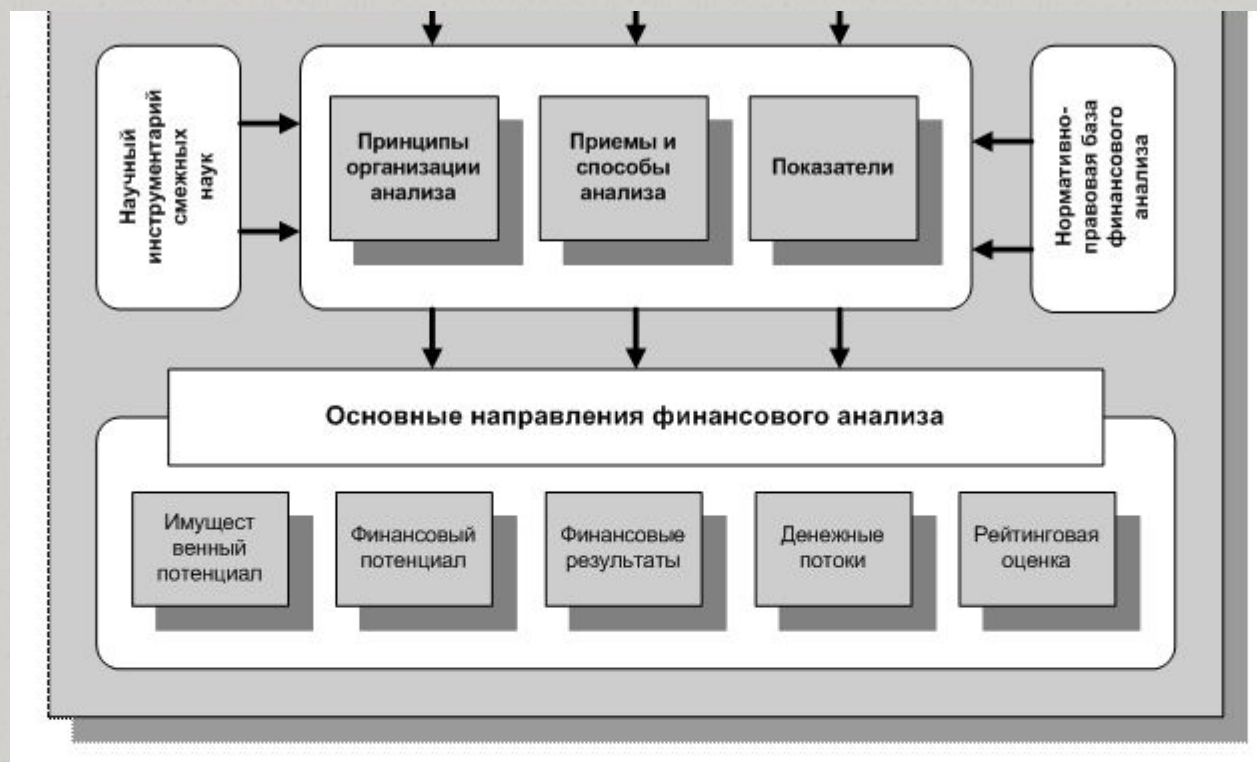 Научный
инструментарий
смежных
наук
Принципы
организации
анализа
Приемы и
способы
анализа
Показатели
Нормативно-
правовая база
финансового
анализа
Основные направления финансового анализа
Имущест
венный
потенциал
Финансовый
потенциал
Финансовые
результаты
Денежные
потоки
Рейтинговая
оценка